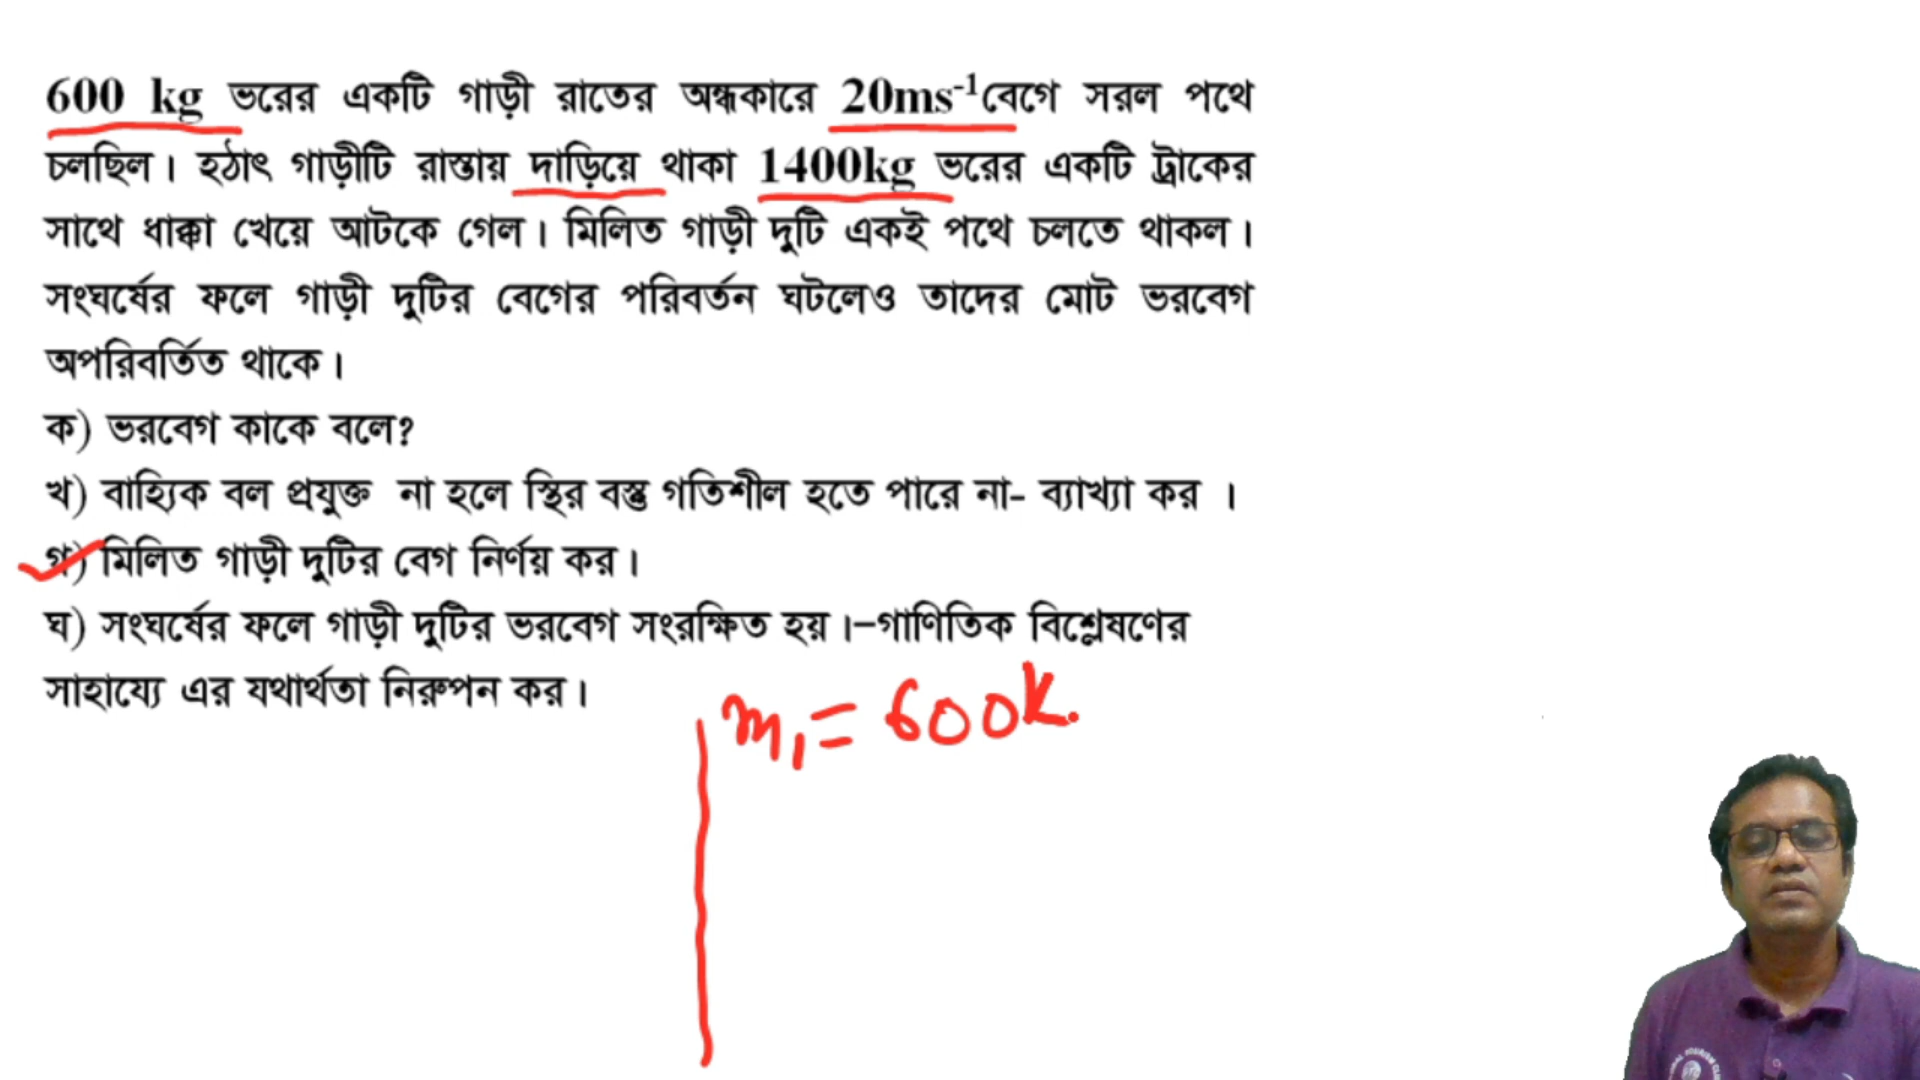 600 kg ভরের একটি গাড়ী রাতের অন্ধকারে 20ms-1বেগে সরল পথে
চলছিল। হঠাৎ গাড়ীটি রাস্তায় দাড়িয়ে থাকা 1400kg ভরের একটি ট্রাকের
সাথে ধাক্কা খেয়ে আটকে গেল। মিলিত গাড়ী দুটি একই পথে চলতে থাকল।
সংঘর্ষের ফলে গাড়ী দুটির বেগের পরিবর্তন ঘটলেও তাদের মোট ভরবেগ
অপরিবর্তিত থাকে।
ক) ভরবেগ কাকে বলে?
খ) বাহ্যিক বল প্রযুক্ত না হলে স্থির বস্তু গতিশীল হতে পারে না- ব্যাখ্যা কর ।
গ) মিলিত গাড়ী দুটির বেগ নির্ণয় কর।
ঘ) সংঘর্ষের ফলে গাড়ী দুটির ভরবেগ সংরক্ষিত হয়।–গাণিতিক বিশ্লেষণের
সাহায্যে এর যথার্থতা নিরুপন কর।
m₁ = 600k.